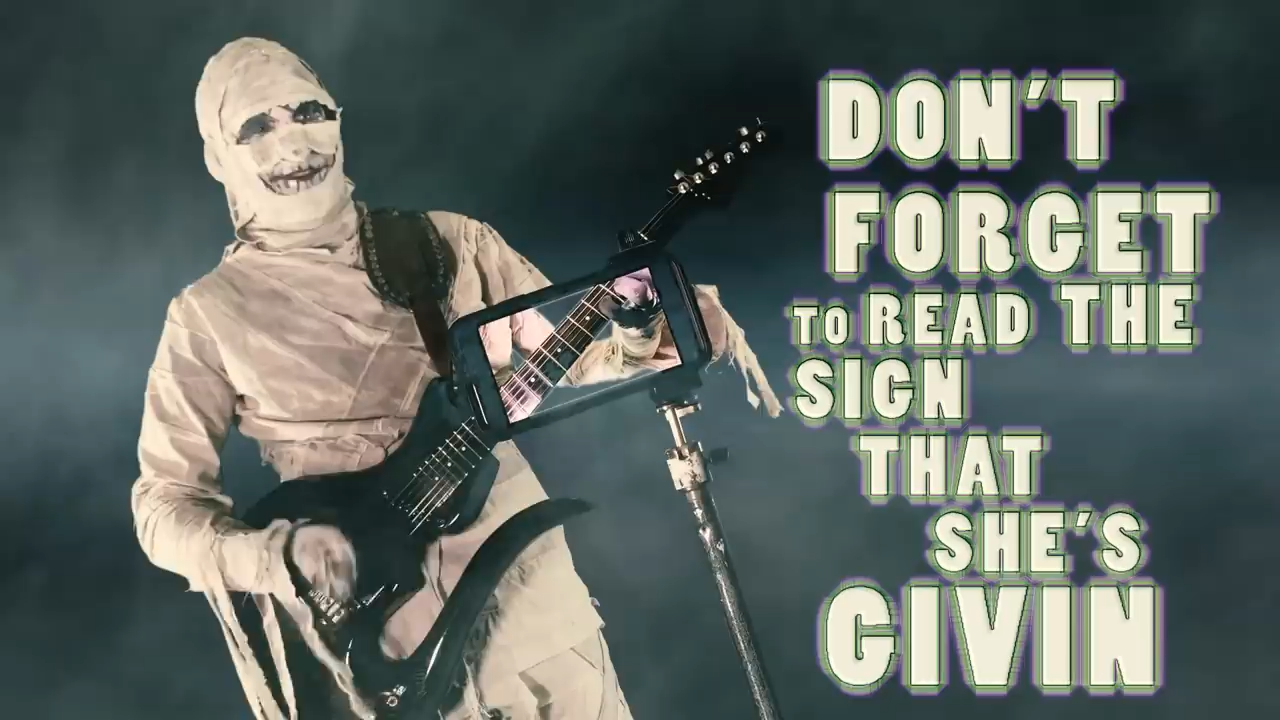 DON'T
FORGET
TO READ THE
SIGN
THAT
SHE'S
GIVIN